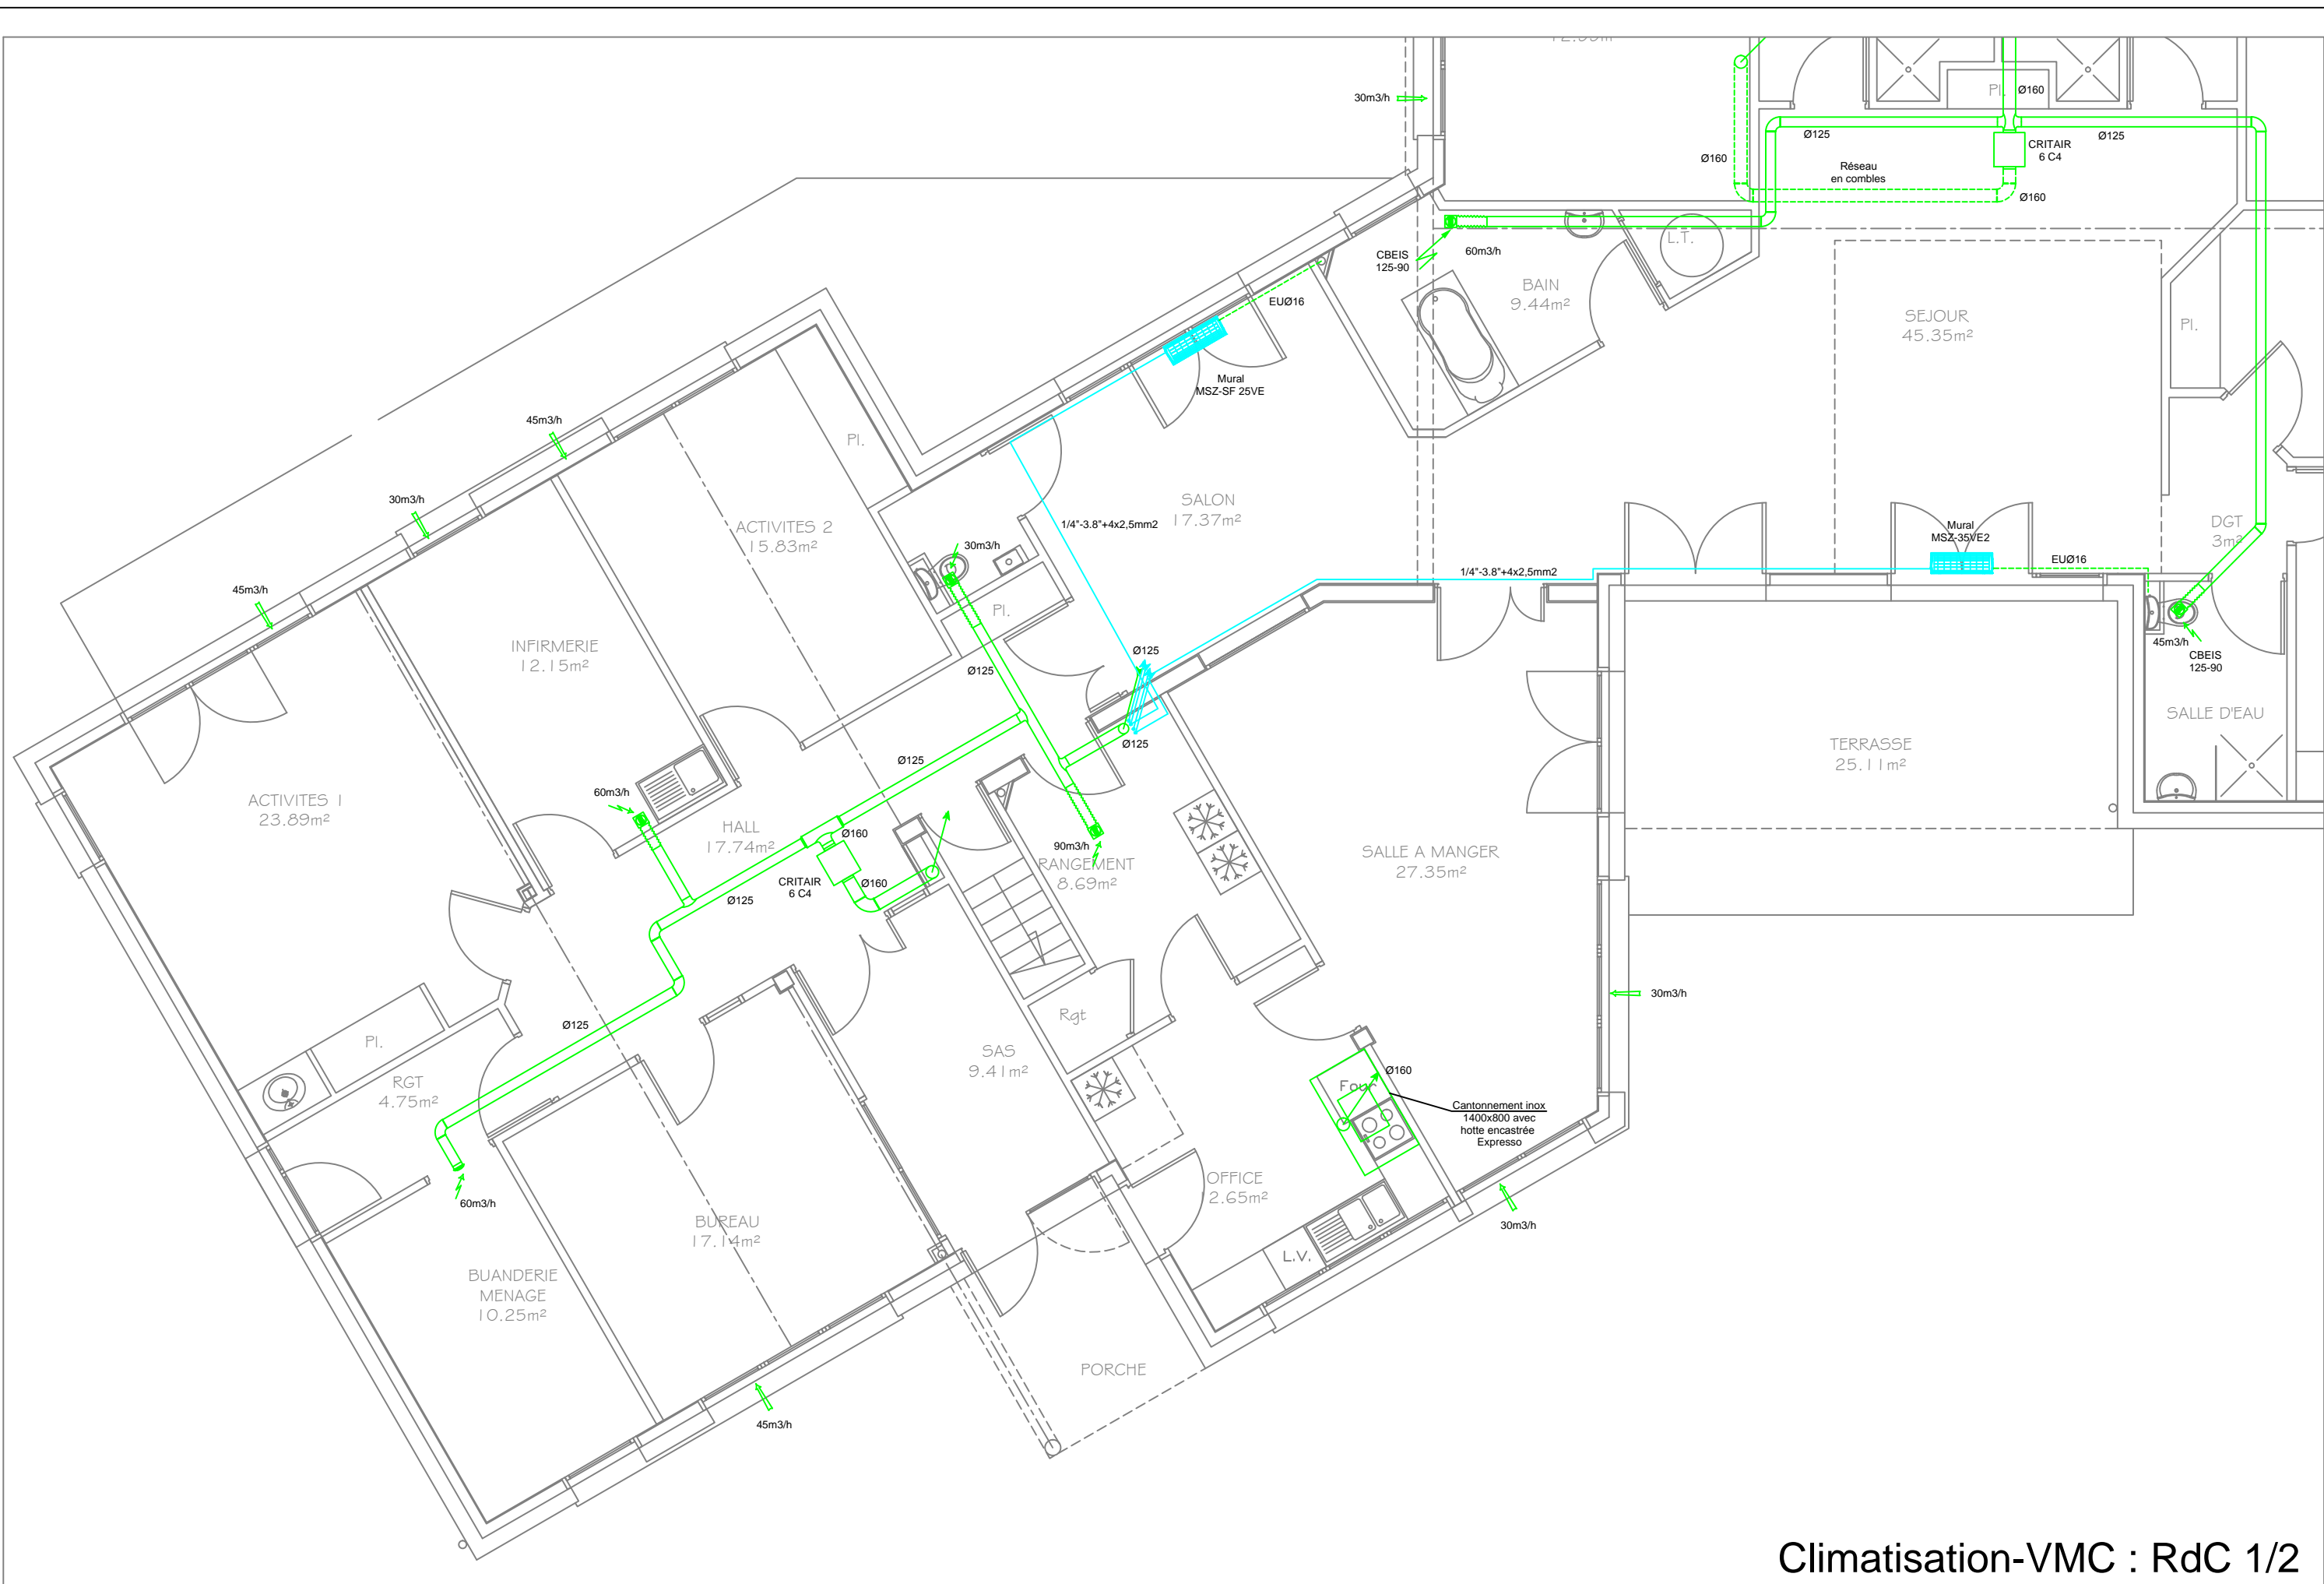 30m3/h
Pl.
Ø160
Ø125
Ø125
CRITAIR
6 C4
Ø160
Réseau
en combles
Ø160
CBEIS
125-90
60m3/h
L.T.
BAIN
9.44m²
EUØ16
SEJOUR
45.35m²
Pl.
Mural
MSZ-SF 25VE
45m3/h
Pl.
30m3/h
ACTIVITES 2
15.83m²
SALON
17.37m²
1/4"-3.8"+4x2,5mm2
30m3/h
Mural
MSZ-35VE2
DGT
3m²
EUØ16
1/4"-3.8"+4x2,5mm2
45m3/h
Pl.
INFIRMERIE
12.15m²
Ø125
Ø125
45m3/h
CBEIS
125-90
SALLE D'EAU
Ø125
Ø125
TERRASSE
25.11m²
ACTIVITES 1
23.89m²
60m3/h
HALL
17.74m²
Ø160
CRITAIR
6 C4
Ø160
Ø125
90m3/h
RANGEMENT
8.69m²
SALLE A MANGER
27.35m²
30m3/h
Ø125
Pl.
Rgt
SAS
9.41m²
RGT
4.75m²
Four
Ø160
Cantonnement inox
1400x800 avec
hotte encastrée
Expresso
60m3/h
OFFICE
12.65m²
BUREAU
17.14m²
30m3/h
L.V.
BUANDERIE
MENAGE
10.25m²
PORCHE
45m3/h
Climatisation-VMC : RdC 1/2